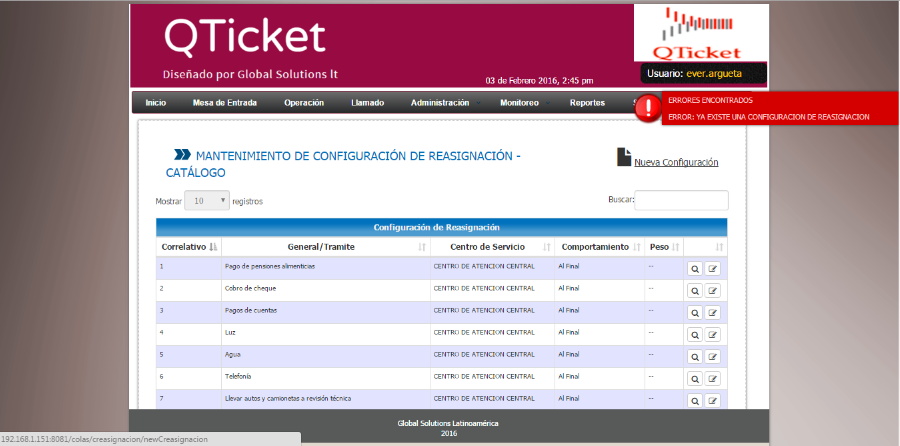 QTicket
QTicket
Diseñado por Global Solutions lt
03 de Febrero 2016, 2:45 pm
Usuario: ever.argueta
Inicio Mesa de Entrada Operación Llamado Administración Monitoreo Reportes S
ERRORES ENCONTRADOS
ERROR: YA EXISTE UNA CONFIGURACION DE REASIGNACION
MANTENIMIENTO DE CONFIGURACIÓN DE REASIGNACIÓN -
CATÁLOGO
Nueva Configuración
Mostrar 10 registros
Buscar:
Configuración de Reasignación
Correlativo General/Tramite Centro de Servicio Comportamiento Peso
1 Pago de pensiones alimenticias CENTRO DE ATENCION CENTRAL Al Final --
2 Cobro de cheque CENTRO DE ATENCION CENTRAL Al Final --
3 Pagos de cuentas CENTRO DE ATENCION CENTRAL Al Final --
4 Luz CENTRO DE ATENCION CENTRAL Al Final --
5 Agua CENTRO DE ATENCION CENTRAL Al Final --
6 Telefonía CENTRO DE ATENCION CENTRAL Al Final --
7 Llevar autos y camionetas a revisión técnica CENTRO DE ATENCION CENTRAL Al Final --
Global Solutions Latinoamérica
2016
192.168.1.151:8081/colas/creasignacion/newCreasignacion